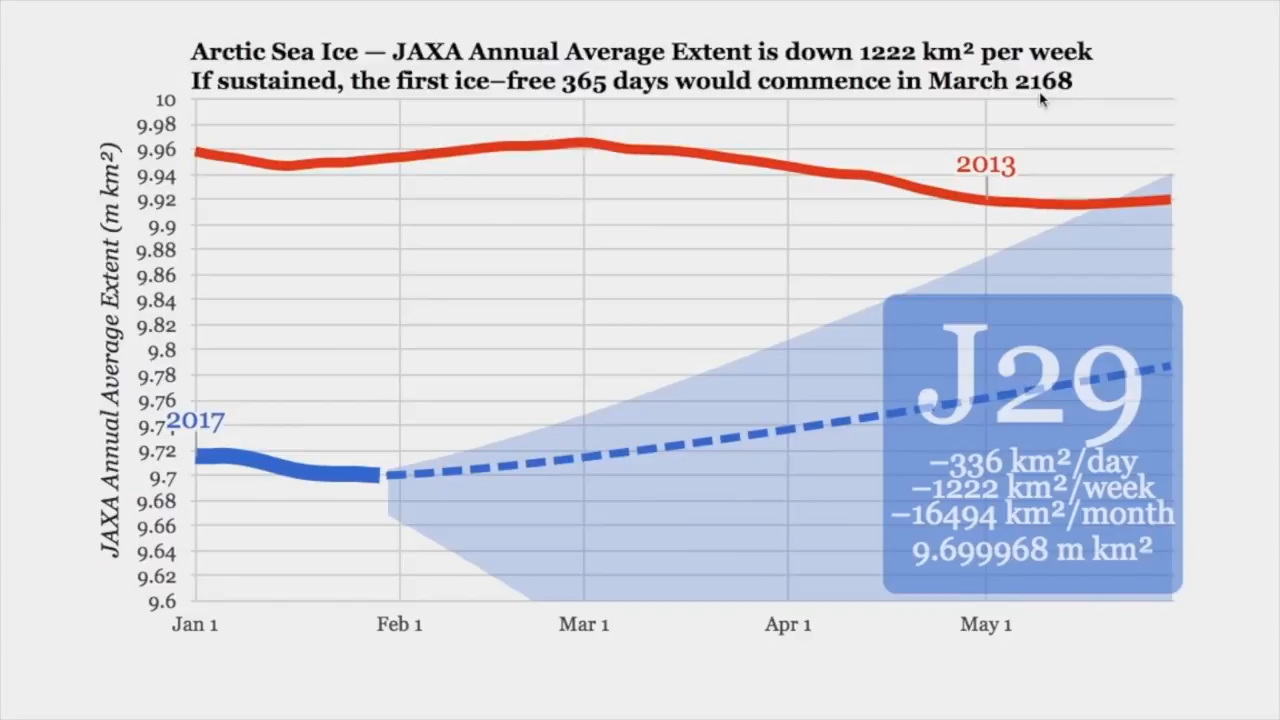 Arctic Sea Ice — JAXA Annual Average Extent is down 1222 km² per week
If sustained, the first ice–free 365 days would commence in March 2168
JAXA Annual Average Extent (m km²)
10
9.98
9.96
9.94
9.92
9.9
9.88
9.86
9.84
9.82
9.8
9.78
9.76
9.7
9.72
9.7
9.68
9.66
9.64
9.62
9.6
2013
2017
J29
–336 km²/day
–1222 km²/week
–16494 km²/month
9.699968 m km²
Jan 1
Feb 1
Mar 1
Apr 1
May 1